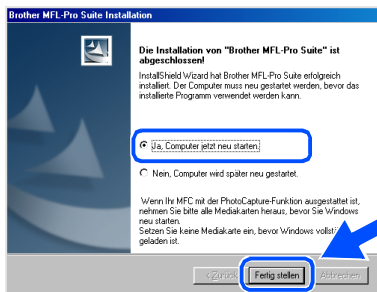 Brother MFL-Pro Suite Installation
Die Installation von "Brother MFL-Pro Suite" ist
abgeschlossen!
InstallShield Wizard hat Brother MFL-Pro Suite erfolgreich
installiert. Der Computer muss neu gestartet werden, bevor das
installierte Programm verwendet werden kann.
Ja, Computer jetzt neu starten.
Nein, Computer wird später neu gestartet.
Wenn Ihr MFC mit der PhotoCapture-Funktion ausgestattet ist,
nehmen Sie bitte alle Mediakarten heraus, bevor Sie Windows
neu starten.
Setzen Sie keine Mediakarte ein, bevor Windows
geladen ist.
< Zurück Fertig stellen Abbrechen